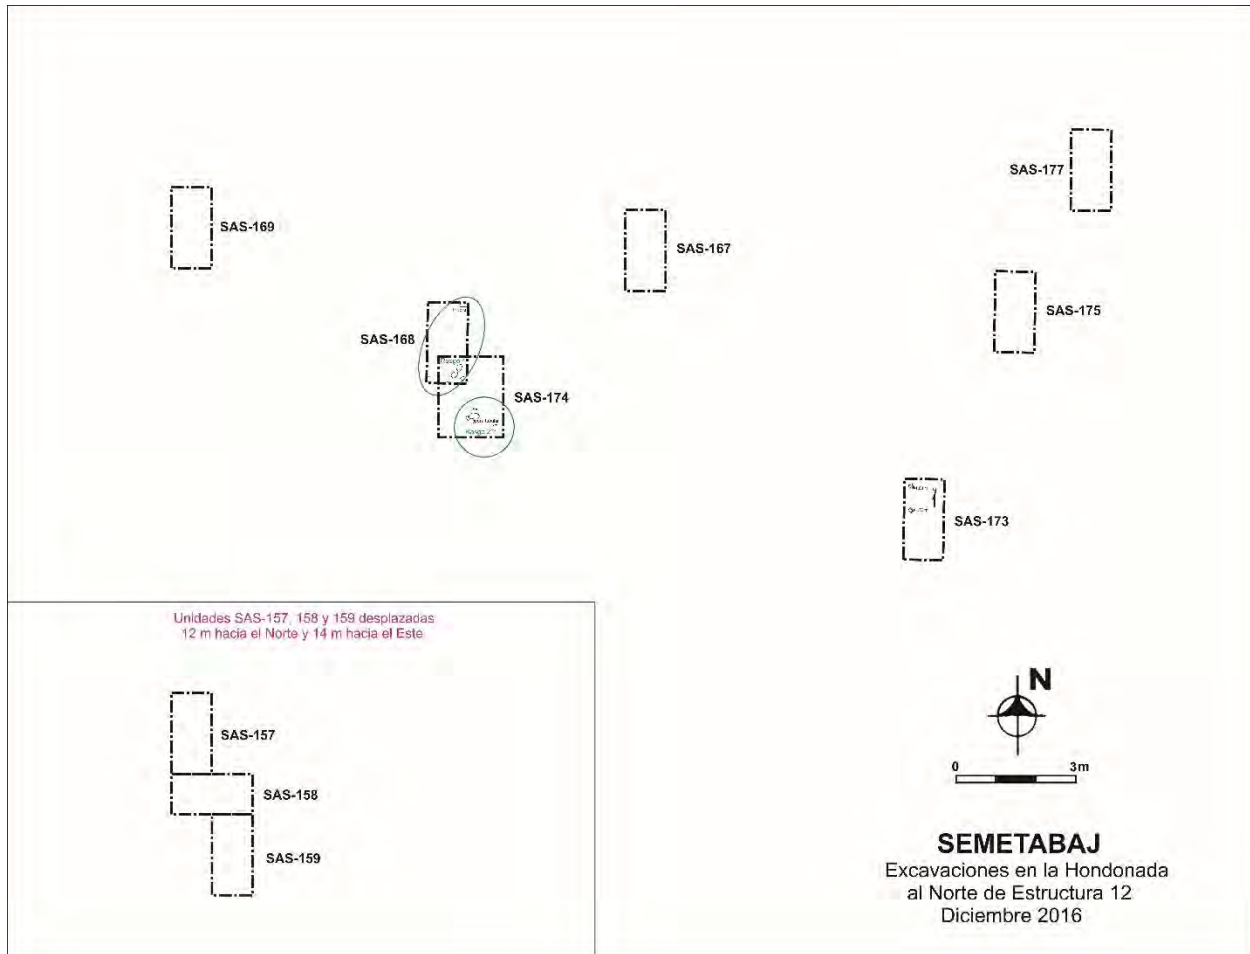 SAS-177
SAS-169
SAS-167
SAS-175
SAS-168
SAS-174
SAS-173
Unidades SAS-157, 158 y 159 desplazadas
12 m hacia el Norte y 14 m hacia el Este
SAS-157
SAS-158
SAS-159
N
0 3m
SEMETABAJ
Excavaciones en la Hondonada
al Norte de Estructura 12
Diciembre 2016